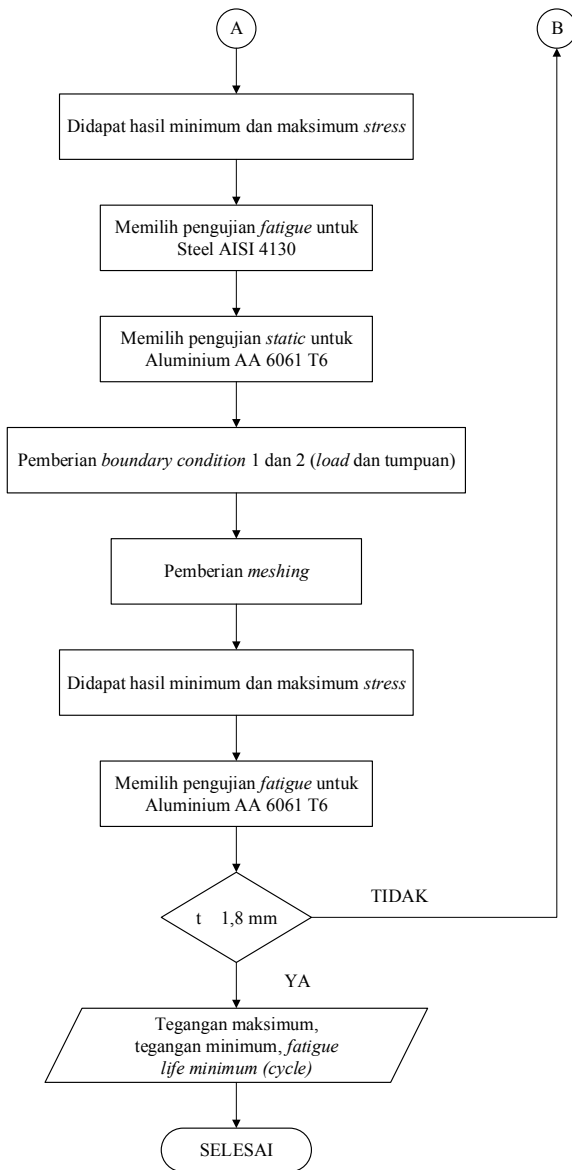 A
B
Didapat hasil minimum dan maksimum stress
Memilih pengujian fatigue untuk
Steel AISI 4130
Memilih pengujian static untuk
Aluminium AA 6061 T6
Pemberian boundary condition 1 dan 2 (load dan tumpuan)
Pemberian meshing
Didapat hasil minimum dan maksimum stress
Memilih pengujian fatigue untuk
Aluminium AA 6061 T6
t 1,8 mm
TIDAK
YA
Tegangan maksimum,
tegangan minimum, fatigue
life minimum (cycle)
SELESAI